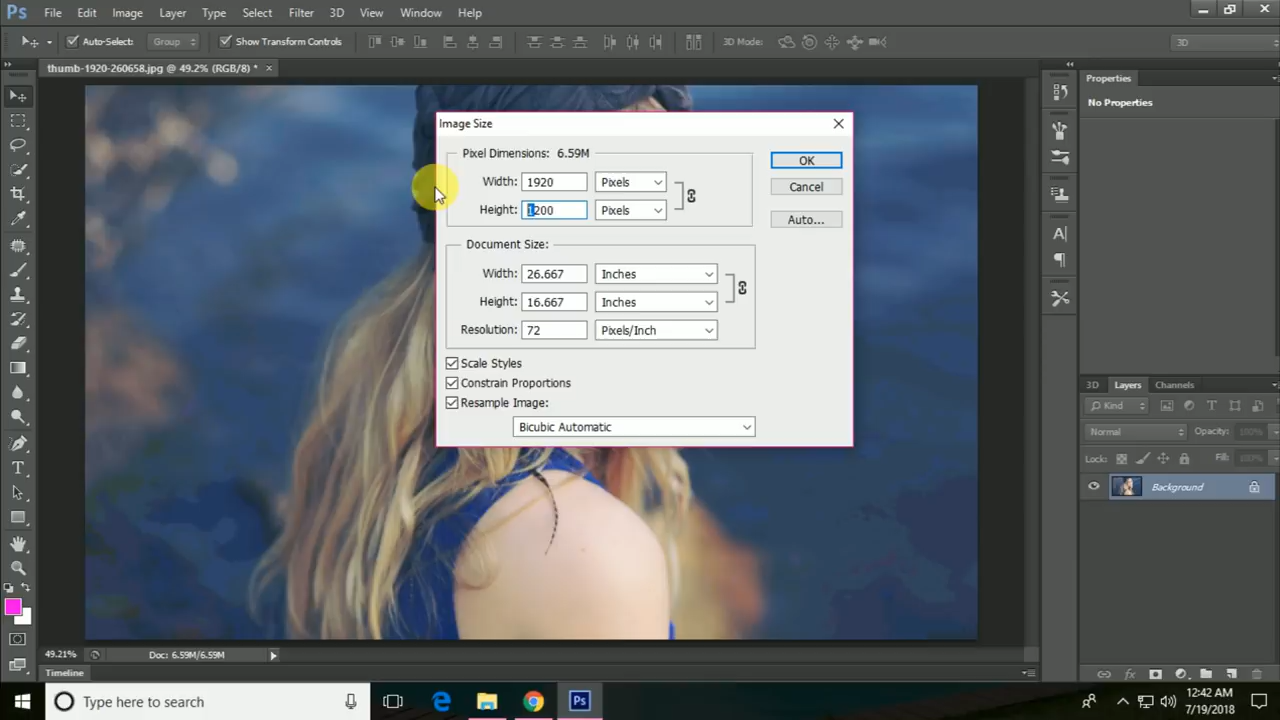 Ps File Edit Image Layer Type Select Filter 3D View Window Help
Auto-Select: Group Show Transform Controls 3D Mode: 3D
thumb-1920-260658.jpg @ 49.2% (RGB/8) * ×
Properties
No Properties
Image Size
Pixel Dimensions: 6.59M
Width: 1920 Pixels
Height: 1200 Pixels
OK
Cancel
Auto...
Document Size:
Width: 26.667 Inches
Height: 16.667 Inches
Resolution: 72 Pixels/Inch
Scale Styles
Constrain Proportions
Resample Image:
Bicubic Automatic
3D Layers Channels
Kind
Normal Opacity: 100%
Lock: Fill: 100%
Background
49.21% Doc: 6.59M/6.59M
Timeline
Type here to search
12:42 AM
7/19/2018